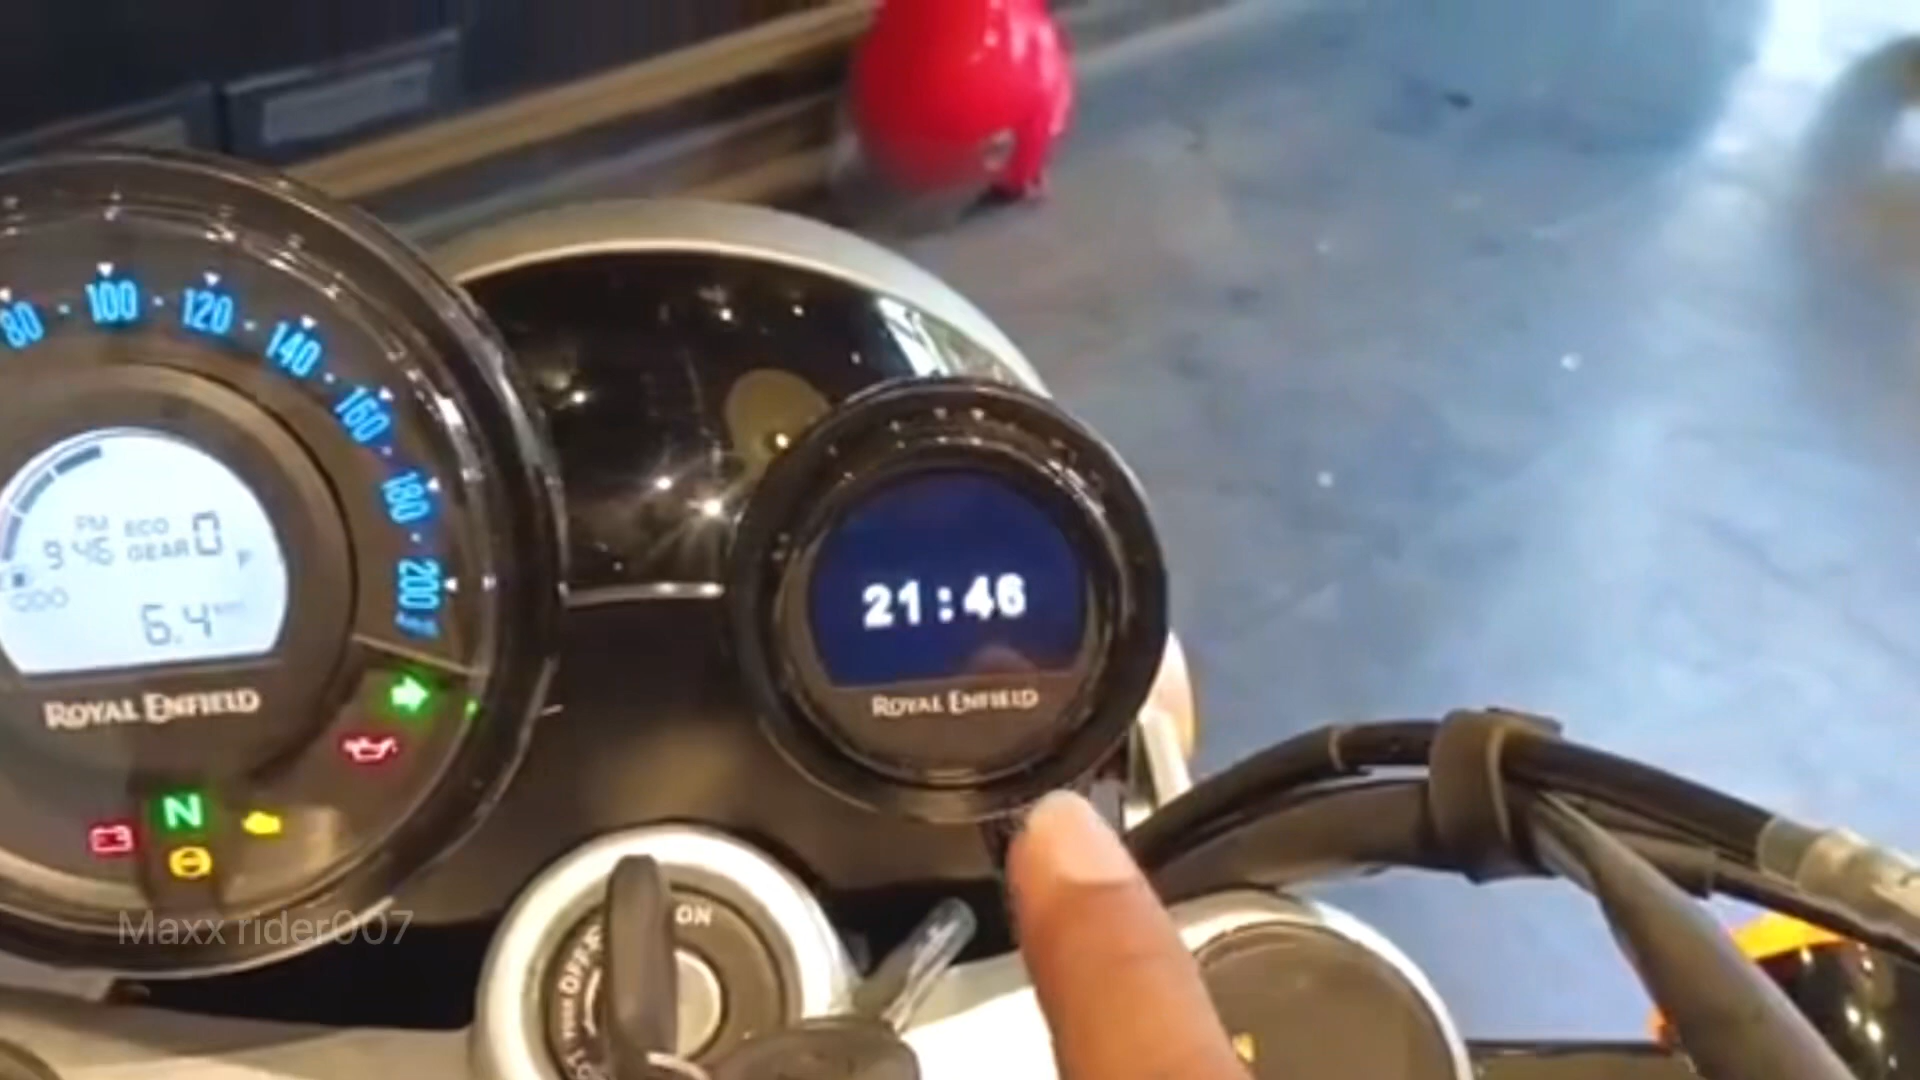 80 100 120 140 160 180 200
km/h
PM ECO
9:46 GEAR 0
ODO
6.4
ROYAL ENFIELD
N
21:46
ROYAL ENFIELD
ON
OFF
Maxx rider007